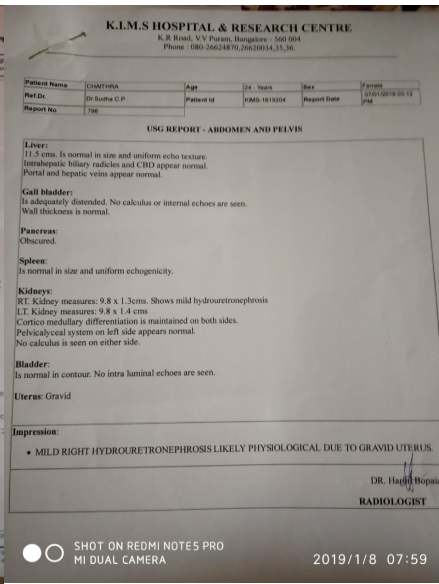 K.I.M.S HOSPITAL & RESEARCH CENTRE
K.R Road, V.V Puram, Bangalore - 560 004
Phone : 080-26624870,26620034,15,36.
Patient Name CHAITHRA Age 24 - Years Sex Female
Ref.Dr. Dr.Sudha C.P Patient Id KIMS-1619204 Report Date PM
Report No 796
USG REPORT - ABDOMEN AND PELVIS
Liver:
11.5 cms. Is normal in size and uniform echo texture.
Intrahepatic biliary radicles and CBD appear normal.
Portal and hepatic veins appear normal.
Gall bladder:
Is adequately distended. No calculus or internal echoes are seen.
Wall thickness is normal.
Pancreas:
Obscured.
Spleen:
Is normal in size and uniform echogenicity.
Kidneys:
RT. Kidney measures: 9.8 x 1.3cms. Shows mild hydrouretronephrosis
LT. Kidney measures: 9.8 x 1.4 cms
Cortico medullary differentiation is maintained on both sides.
Pelvicalyceal system on left side appears normal.
No calculus is seen on either side.
Bladder:
Is normal in contour. No intra luminal echoes are seen.
Uterus: Gravid
Impression:
• MILD RIGHT HYDROURETRONEPHROSIS LIKELY PHYSIOLOGICAL DUE TO GRAVID UTERUS.
DR. Bopaia
RADIOLOGIST
SHOT ON REDMI NOTE5 PRO
MI DUAL CAMERA
2019/1/8 07:59